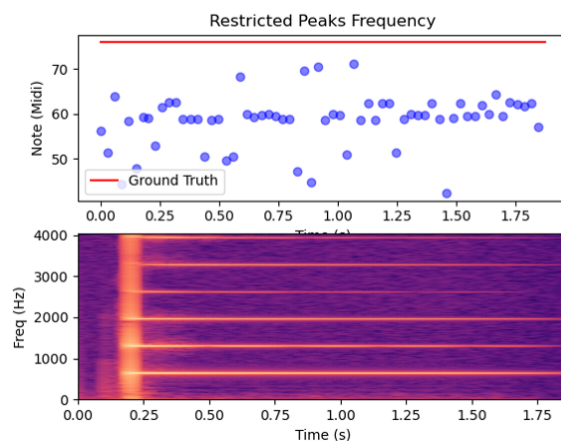 Restricted Peaks Frequency
Note (Midi)
70
60
50
Ground Truth
0.00 0.25 0.50 0.75 1.00 1.25 1.50 1.75
Time (s)
Freq (Hz)
4000
3000
2000
1000
0
0.00 0.25 0.50 0.75 1.00 1.25 1.50 1.75
Time (s)